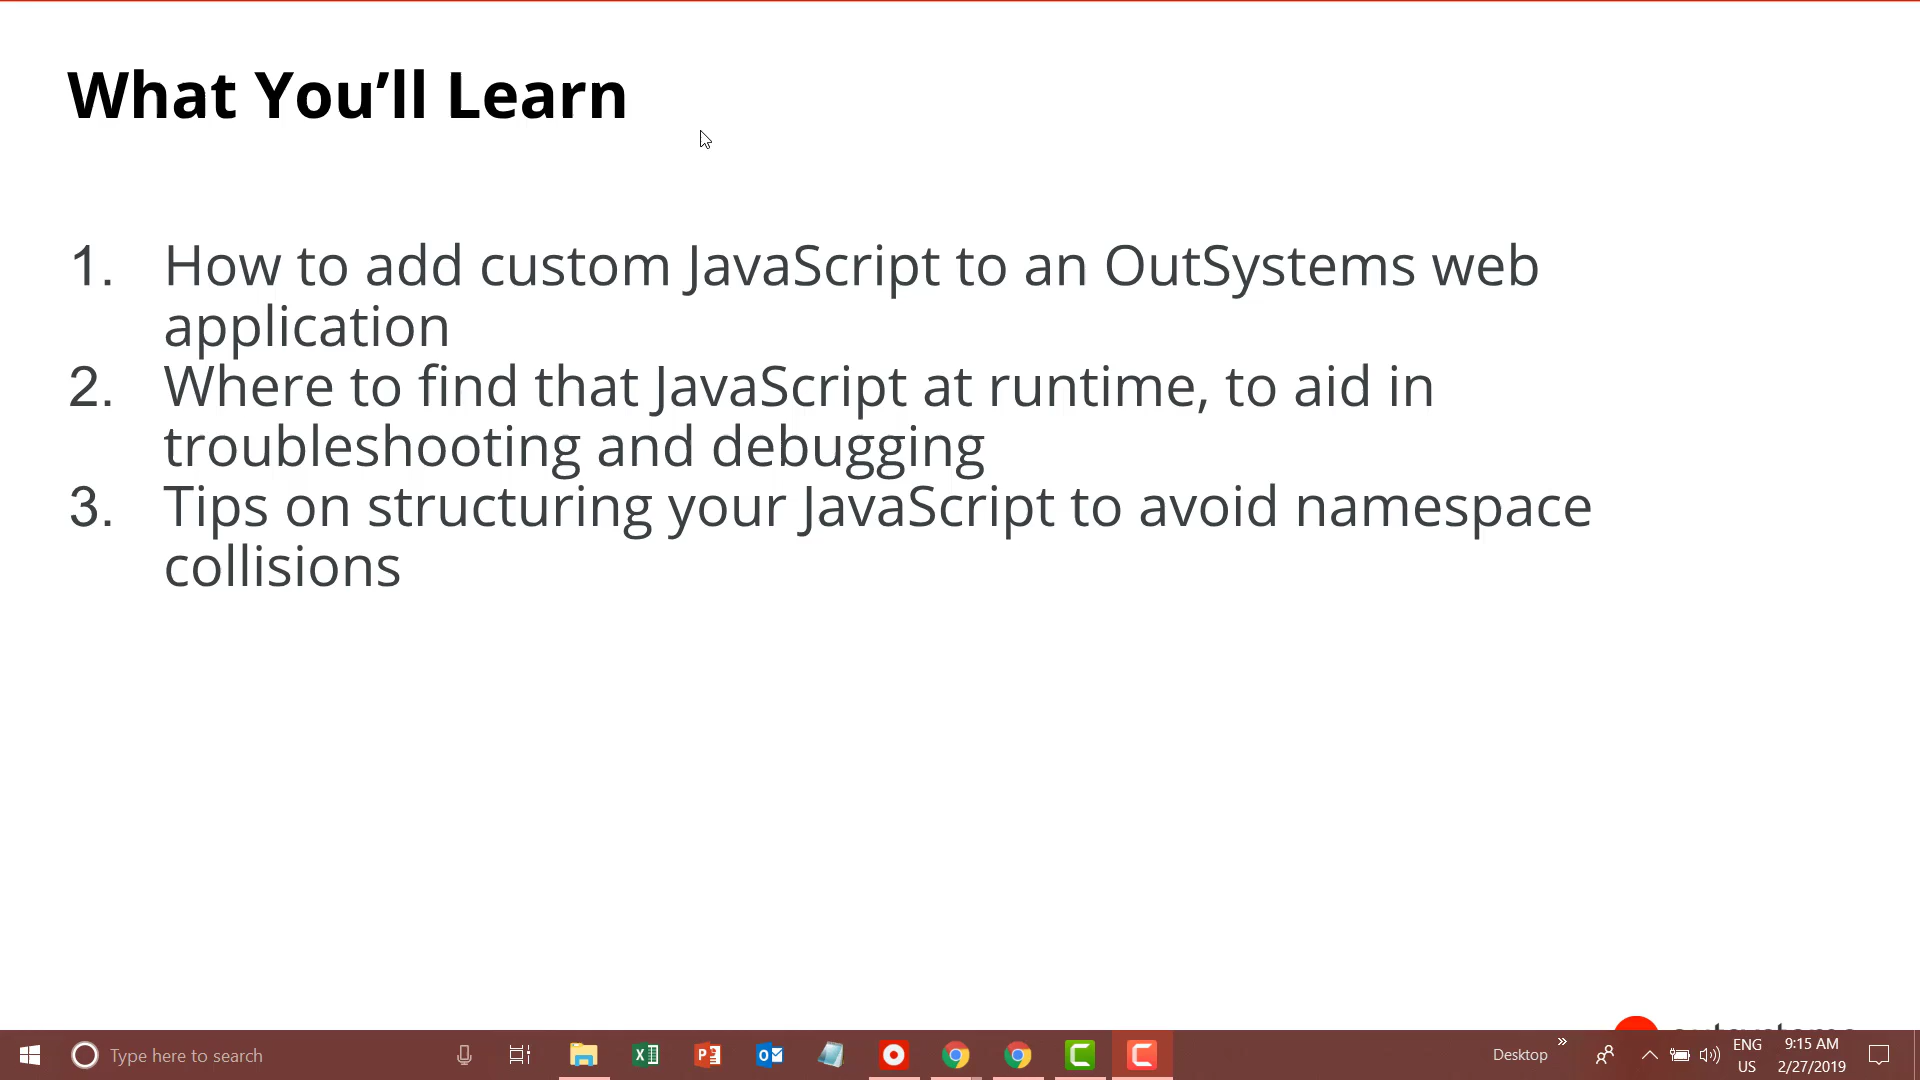 What You’ll Learn
1. How to add custom JavaScript to an OutSystems web
application
2. Where to find that JavaScript at runtime, to aid in
troubleshooting and debugging
3. Tips on structuring your JavaScript to avoid namespace
collisions
Type here to search
Desktop
ENG
US
9:15 AM
2/27/2019